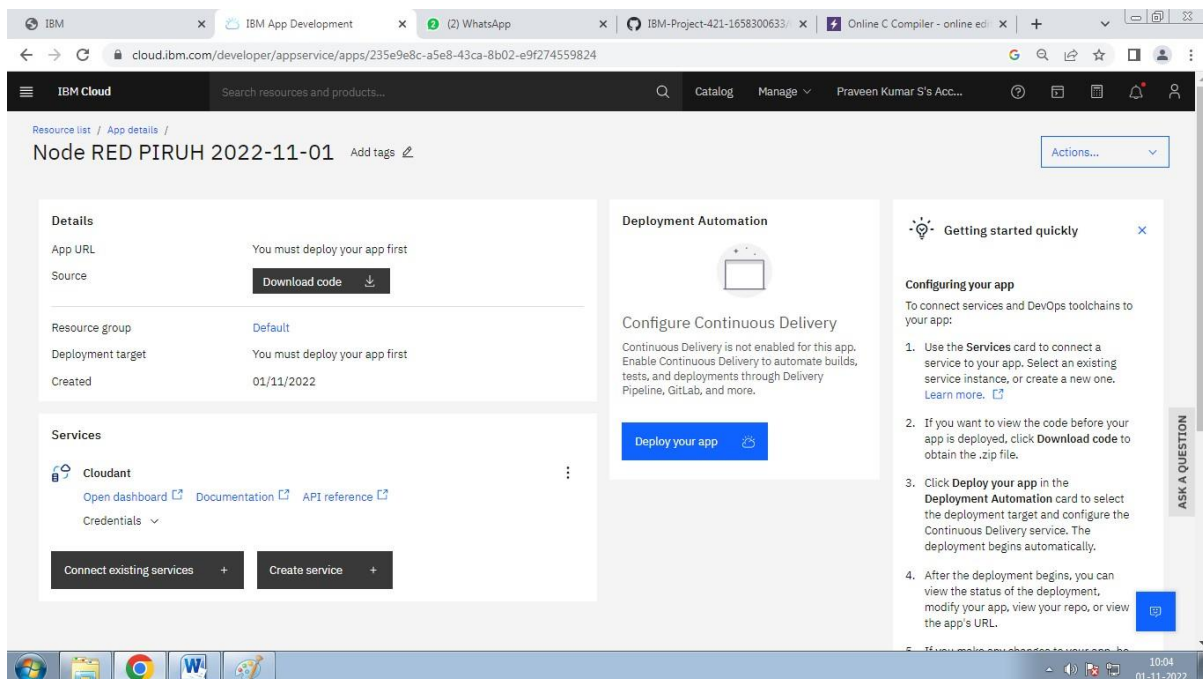 IBM
IBM App Development
(2) WhatsApp
IBM-Project-421-1658300633/
Online C Compiler - online edi
cloud.ibm.com/developer/appservice/apps/235e9e8c-a5e8-43ca-8b02-e9f274559824
IBM Cloud
Search resources and products...
Catalog
Manage
Praveen Kumar S's Acc...
Resource list / App details /
Node RED PIRUH 2022-11-01
Add tags
Actions...
Details
App URL
You must deploy your app first
Source
Download code
Resource group
Default
Deployment target
You must deploy your app first
Created
01/11/2022
Services
Cloudant
Open dashboard
Documentation
API reference
Credentials
Connect existing services +
Create service +
Deployment Automation
Configure Continuous Delivery
Continuous Delivery is not enabled for this app.
Enable Continuous Delivery to automate builds,
tests, and deployments through Delivery
Pipeline, GitLab, and more.
Deploy your app
Getting started quickly
Configuring your app
To connect services and DevOps toolchains to
your app:
1. Use the Services card to connect a
service to your app. Select an existing
service instance, or create a new one.
Learn more.
2. If you want to view the code before your
app is deployed, click Download code to
obtain the .zip file.
3. Click Deploy your app in the
Deployment Automation card to select
the deployment target and configure the
Continuous Delivery service. The
deployment begins automatically.
4. After the deployment begins, you can
view the status of the deployment,
modify your app, view your repo, or view
the app's URL.
5. If you make any changes to your app, be
ASK A QUESTION
10:04
01-11-2022